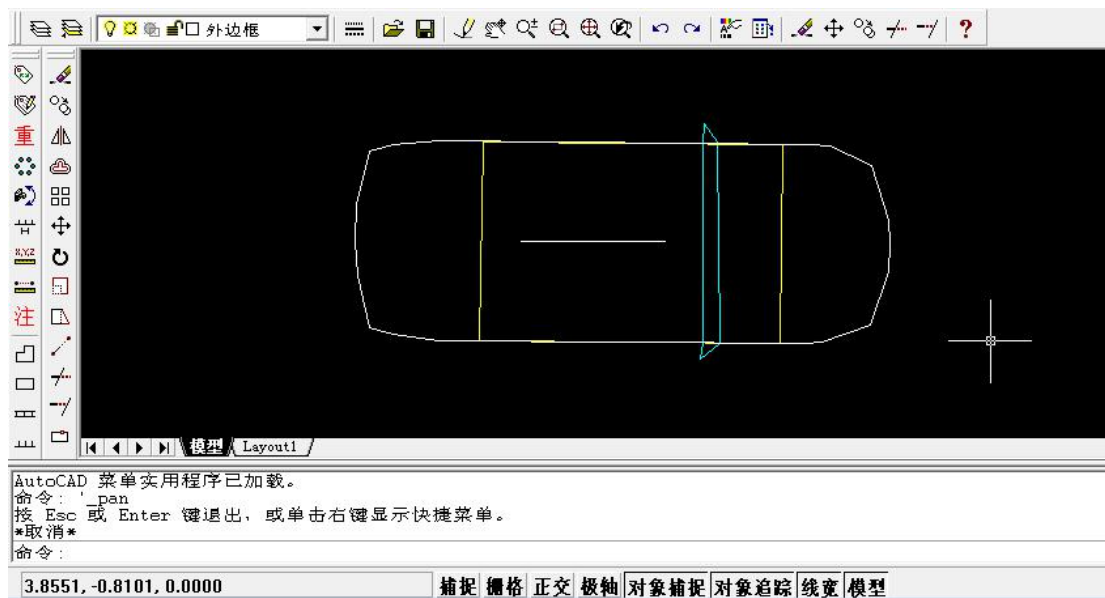 外边框
?
重
X,Y,Z
注
模型 Layout1
AutoCAD 菜单实用程序已加载。
命令: '_pan
按 Esc 或 Enter 键退出，或单击右键显示快捷菜单。
*取消*
命令:
3.8551, -0.8101, 0.0000 捕捉 栅格 正交 极轴 对象捕捉 对象追踪 线宽 模型